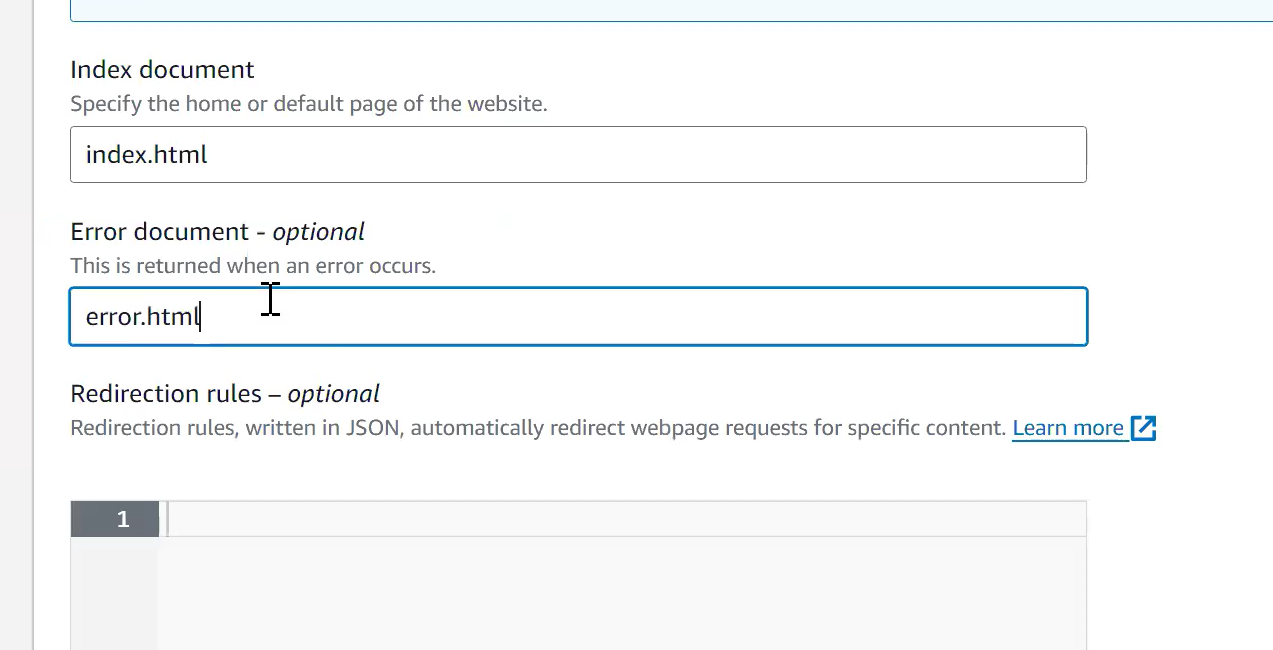 Index document
Specify the home or default page of the website.
index.html
Error document - optional
This is returned when an error occurs.
error.html
Redirection rules – optional
Redirection rules, written in JSON, automatically redirect webpage requests for specific content. Learn more
1